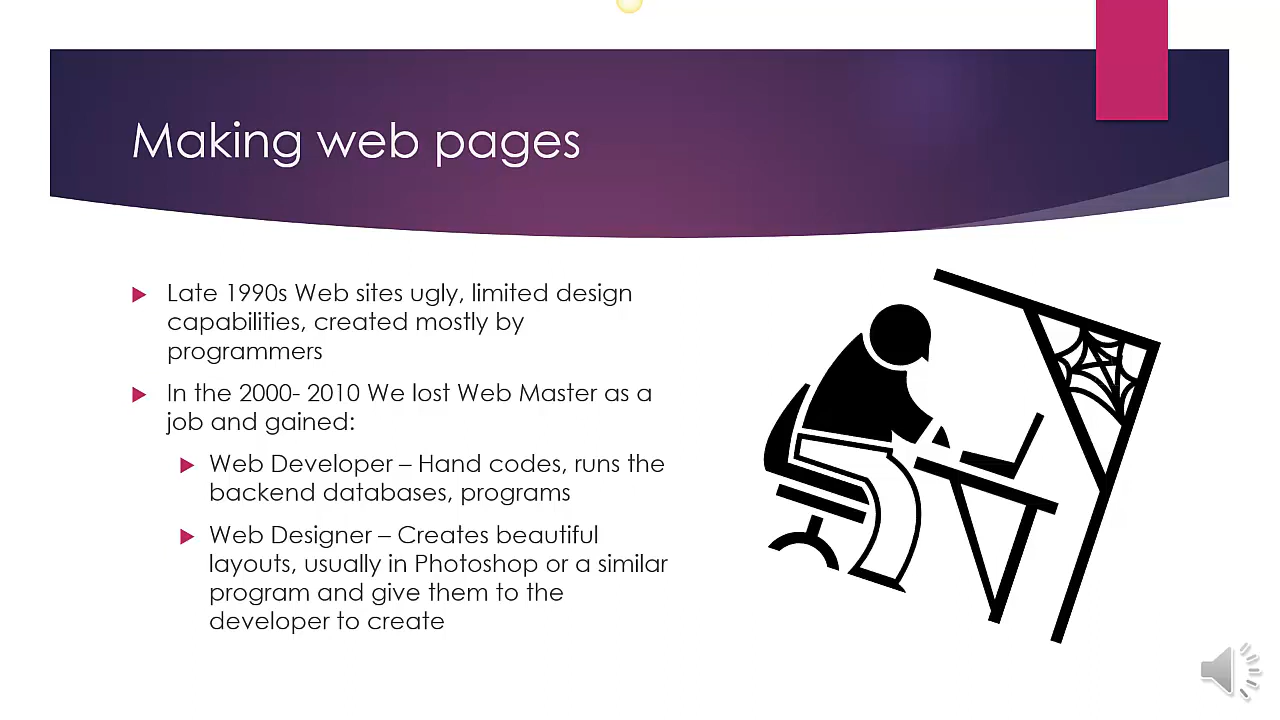 Making web pages
Late 1990s Web sites ugly, limited design
capabilities, created mostly by
programmers
In the 2000- 2010 We lost Web Master as a
job and gained:
Web Developer – Hand codes, runs the
backend databases, programs
Web Designer – Creates beautiful
layouts, usually in Photoshop or a similar
program and give them to the
developer to create